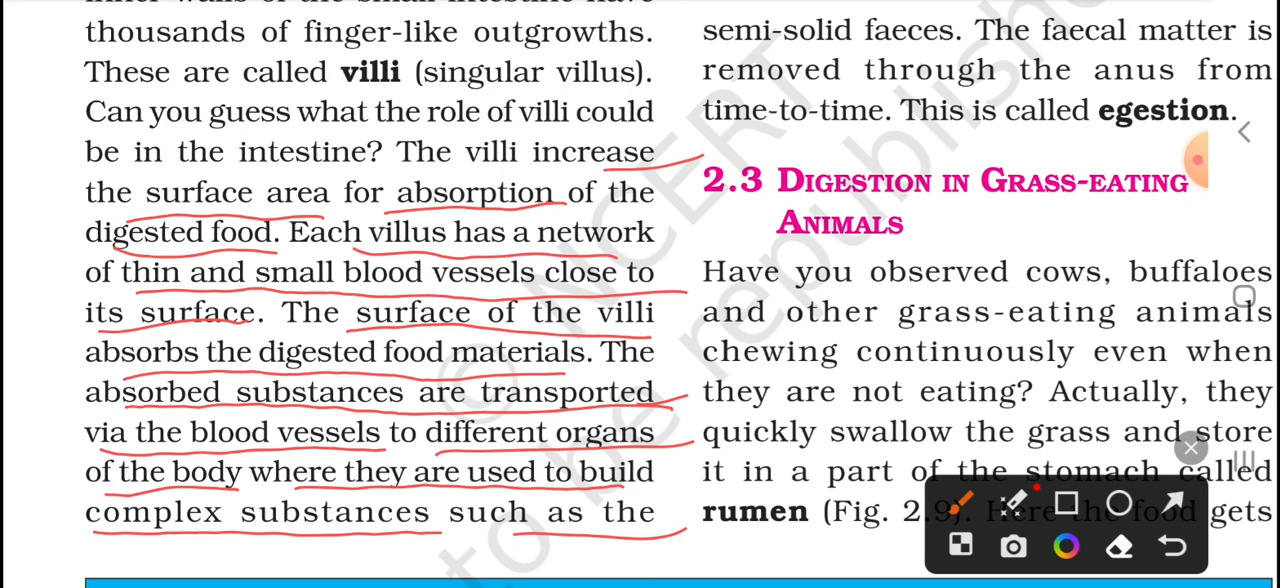 thousands of finger-like outgrowths.
These are called villi (singular villus).
Can you guess what the role of villi could
be in the intestine? The villi increase
the surface area for absorption of the
digested food. Each villus has a network
of thin and small blood vessels close to
its surface. The surface of the villi
absorbs the digested food materials. The
absorbed substances are transported
via the blood vessels to different organs
of the body where they are used to build
complex substances such as the
semi-solid faeces. The faecal matter is
removed through the anus from
time-to-time. This is called egestion.
2.3 DIGESTION IN GRASS-EATING
ANIMALS
Have you observed cows, buffaloes
and other grass-eating animals
chewing continuously even when
they are not eating? Actually, they
quickly swallow the grass and store
it in a part of the stomach called
rumen (Fig. 2.9). Here the food gets
© NCERT
to be republished